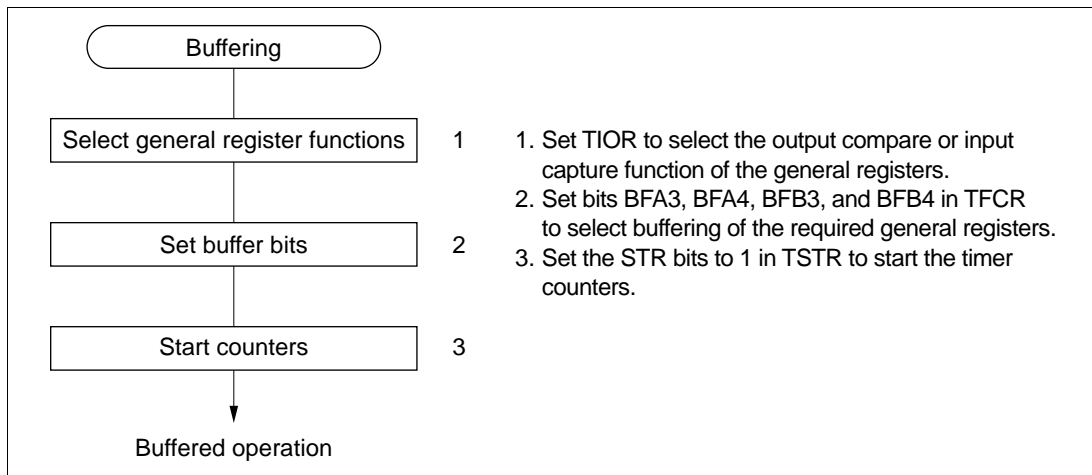 Buffering
Select general register functions 1
Set buffer bits 2
Start counters 3
Buffered operation
1. Set TIOR to select the output compare or input
capture function of the general registers.
2. Set bits BFA3, BFA4, BFB3, and BFB4 in TFCR
to select buffering of the required general registers.
3. Set the STR bits to 1 in TSTR to start the timer
counters.